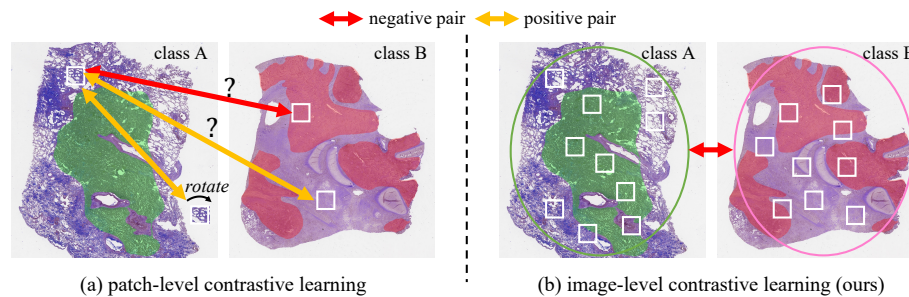 negative pair positive pair
class A class B class A class B
?
?
rotate
(a) patch-level contrastive learning (b) image-level contrastive learning (ours)